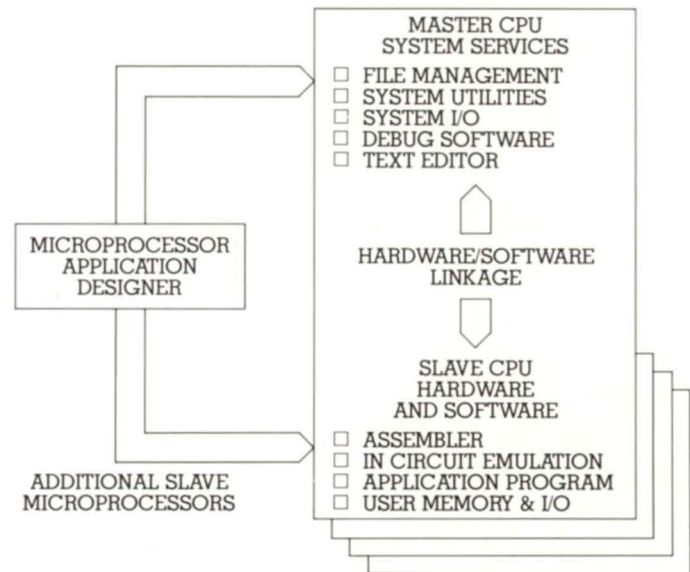 MASTER CPU
SYSTEM SERVICES
□ FILE MANAGEMENT
□ SYSTEM UTILITIES
□ SYSTEM I/O
□ DEBUG SOFTWARE
□ TEXT EDITOR
MICROPROCESSOR
APPLICATION
DESIGNER
HARDWARE/SOFTWARE
LINKAGE
SLAVE CPU
HARDWARE
AND SOFTWARE
□ ASSEMBLER
□ IN CIRCUIT EMULATION
□ APPLICATION PROGRAM
□ USER MEMORY & I/O
ADDITIONAL SLAVE
MICROPROCESSORS